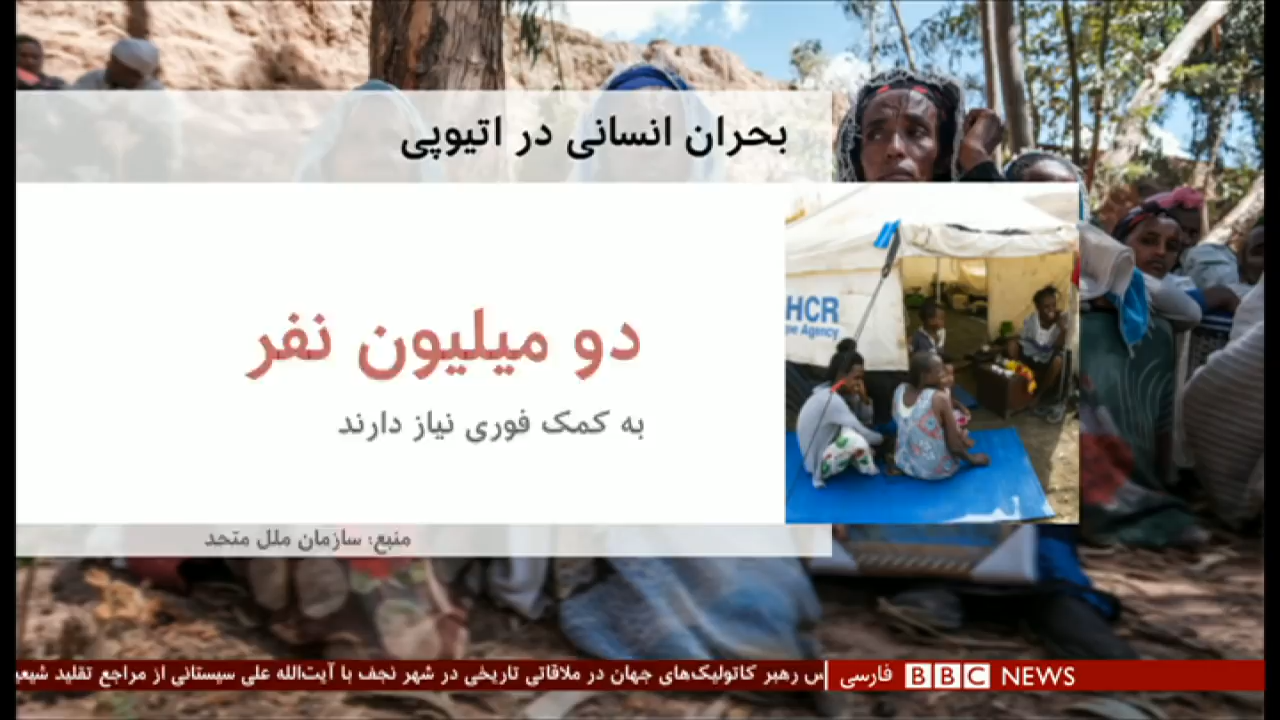 بحران انسانی در اتیوپی
دو میلیون نفر
به کمک فوری نیاز دارند
HCR
Agency
منبع: سازمان ملل متحد
رهبر کاتولیک‌های جهان در ملاقاتی تاریخی در شهر نجف با آیت‌الله علی سیستانی از مراجع تقلید
BBC NEWS فارسی